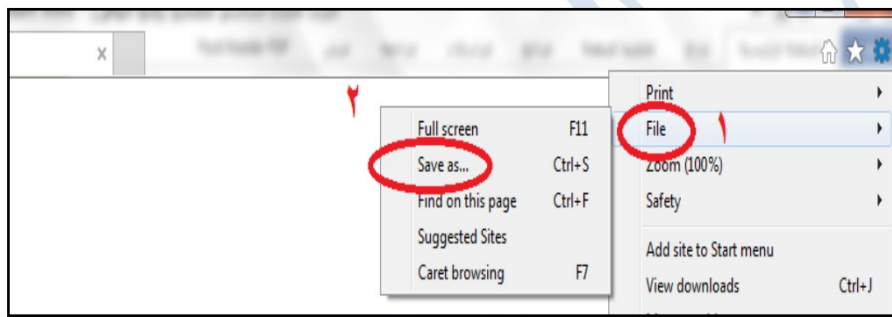 x
Print
File ١
Zoom (100%)
Safety
Add site to Start menu
View downloads Ctrl+J
٢
Full screen F11
Save as... Ctrl+S
Find on this page Ctrl+F
Suggested Sites
Caret browsing F7